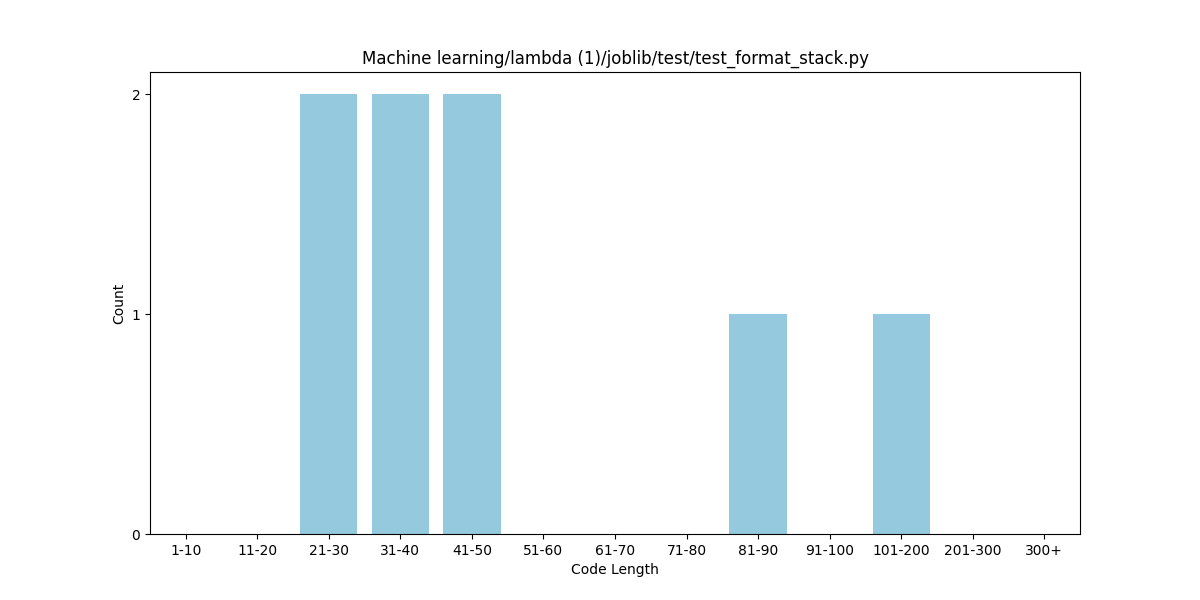 Machine learning/lambda (1)/joblib/test/test_format_stack.py
2
1
0
Count
1-10 11-20 21-30 31-40 41-50 51-60 61-70 71-80 81-90 91-100 101-200 201-300 300+
Code Length